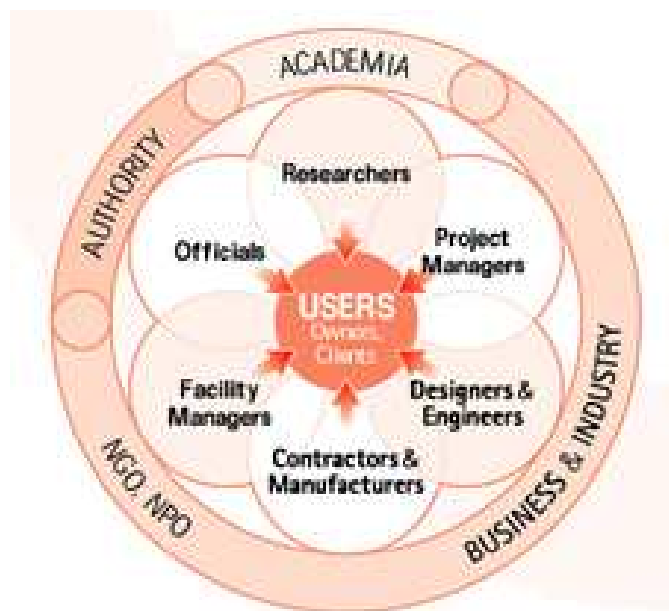 ACADEMIA
AUTHORITY
Researchers
Officials
Project
Managers
USERS
Owners,
Clients
Facility
Managers
Designers &
Engineers
Contractors &
Manufacturers
NGO, NPO
BUSINESS & INDUSTRY